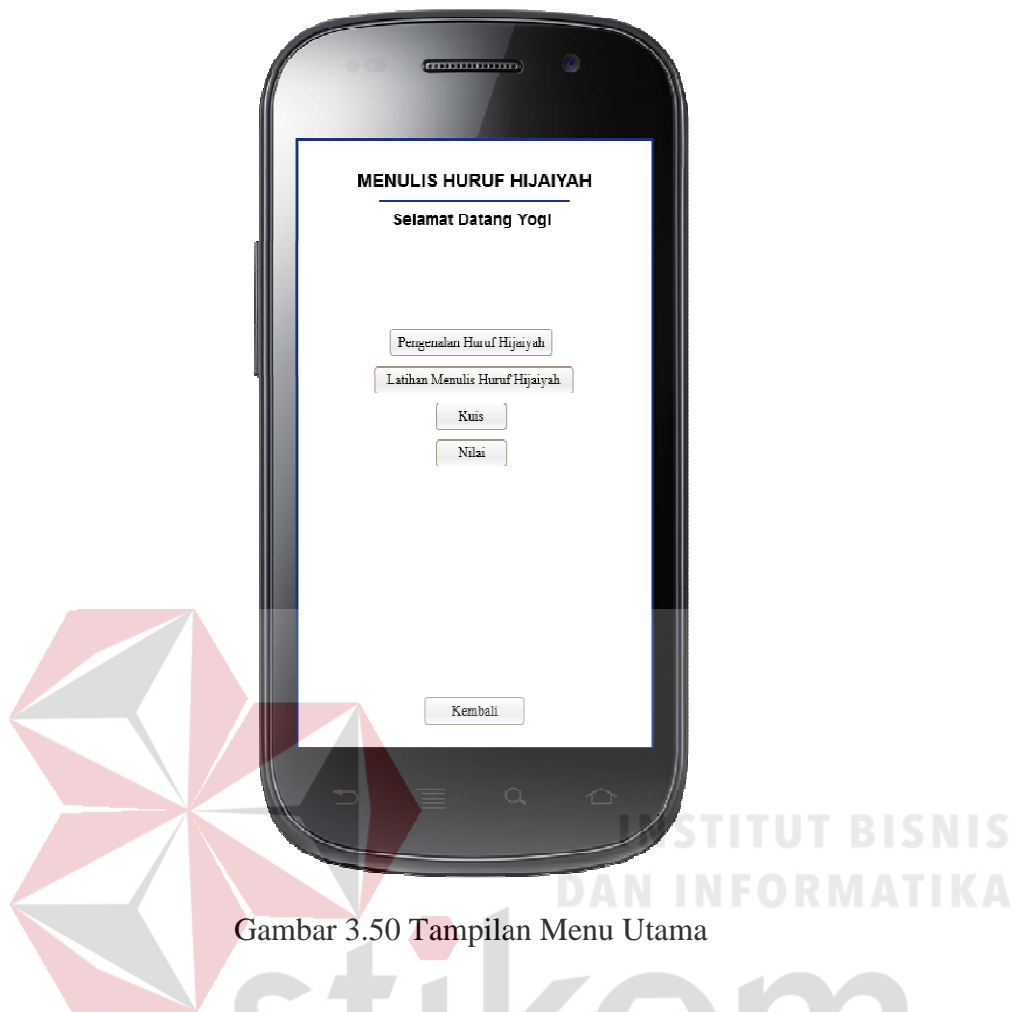 MENULIS HURUF HIJAIYAH
Selamat Datang Yogi
Pengenalan Huruf Hijaiyah
Latihan Menulis Huruf Hijaiyah
Kuis
Nilai
Kembali
INSTITUT BISNIS
DAN INFORMATIKA
Gambar 3.50 Tampilan Menu Utama
stikom